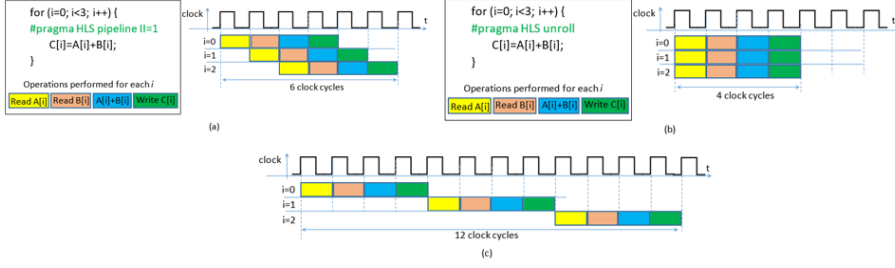 for (i=0; i<3; i++) {
#pragma HLS pipeline II=1
C[i]=A[i]+B[i];
}
Operations performed for each i
Read A[i] Read B[i] A[i]+B[i] Write C[i]
clock
t
i=0
i=1
i=2
6 clock cycles
(a)
for (i=0; i<3; i++) {
#pragma HLS unroll
C[i]=A[i]+B[i];
}
Operations performed for each i
Read A[i] Read B[i] A[i]+B[i] Write C[i]
clock
t
i=0
i=1
i=2
4 clock cycles
(b)
clock
t
i=0
i=1
i=2
12 clock cycles
(c)